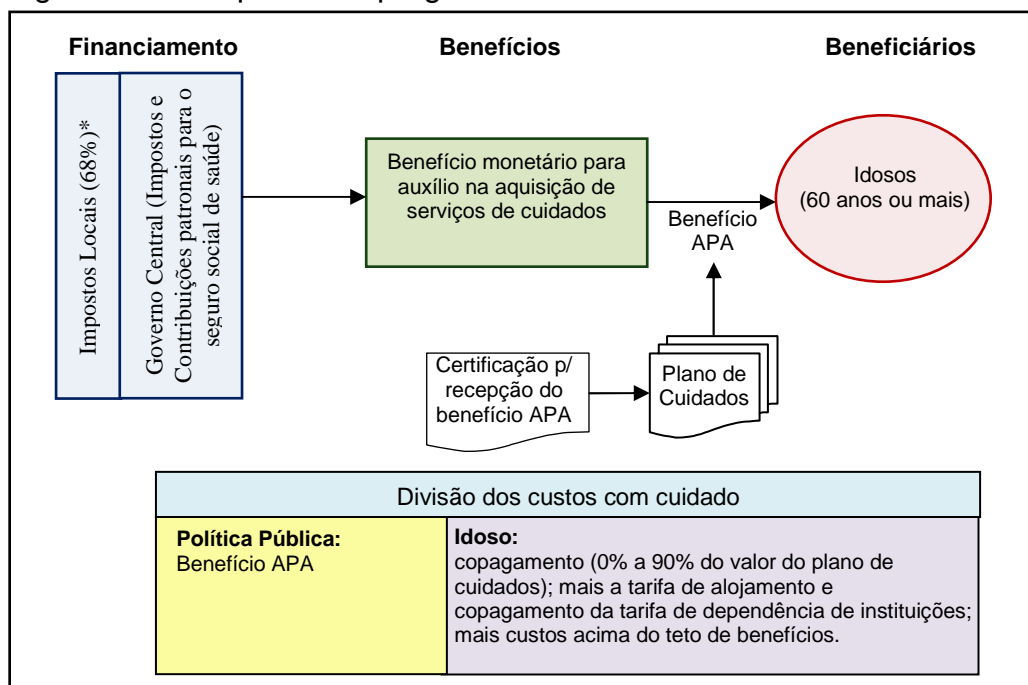 Financiamento
Benefícios
Beneficiários
Impostos Locais (68%)*
Governo Central (Impostos e
Contribuições patronais para o
seguro social de saúde)
Benefício monetário para
auxílio na aquisição de
serviços de cuidados
Idosos
(60 anos ou mais)
Benefício
APA
Certificação p/
recepção do
benefício APA
Plano de
Cuidados
Divisão dos custos com cuidado
Política Pública:
Benefício APA
Idoso:
copagamento (0% a 90% do valor do plano de
cuidados); mais a tarifa de alojamento e
copagamento da tarifa de dependência de instituições;
mais custos acima do teto de benefícios.